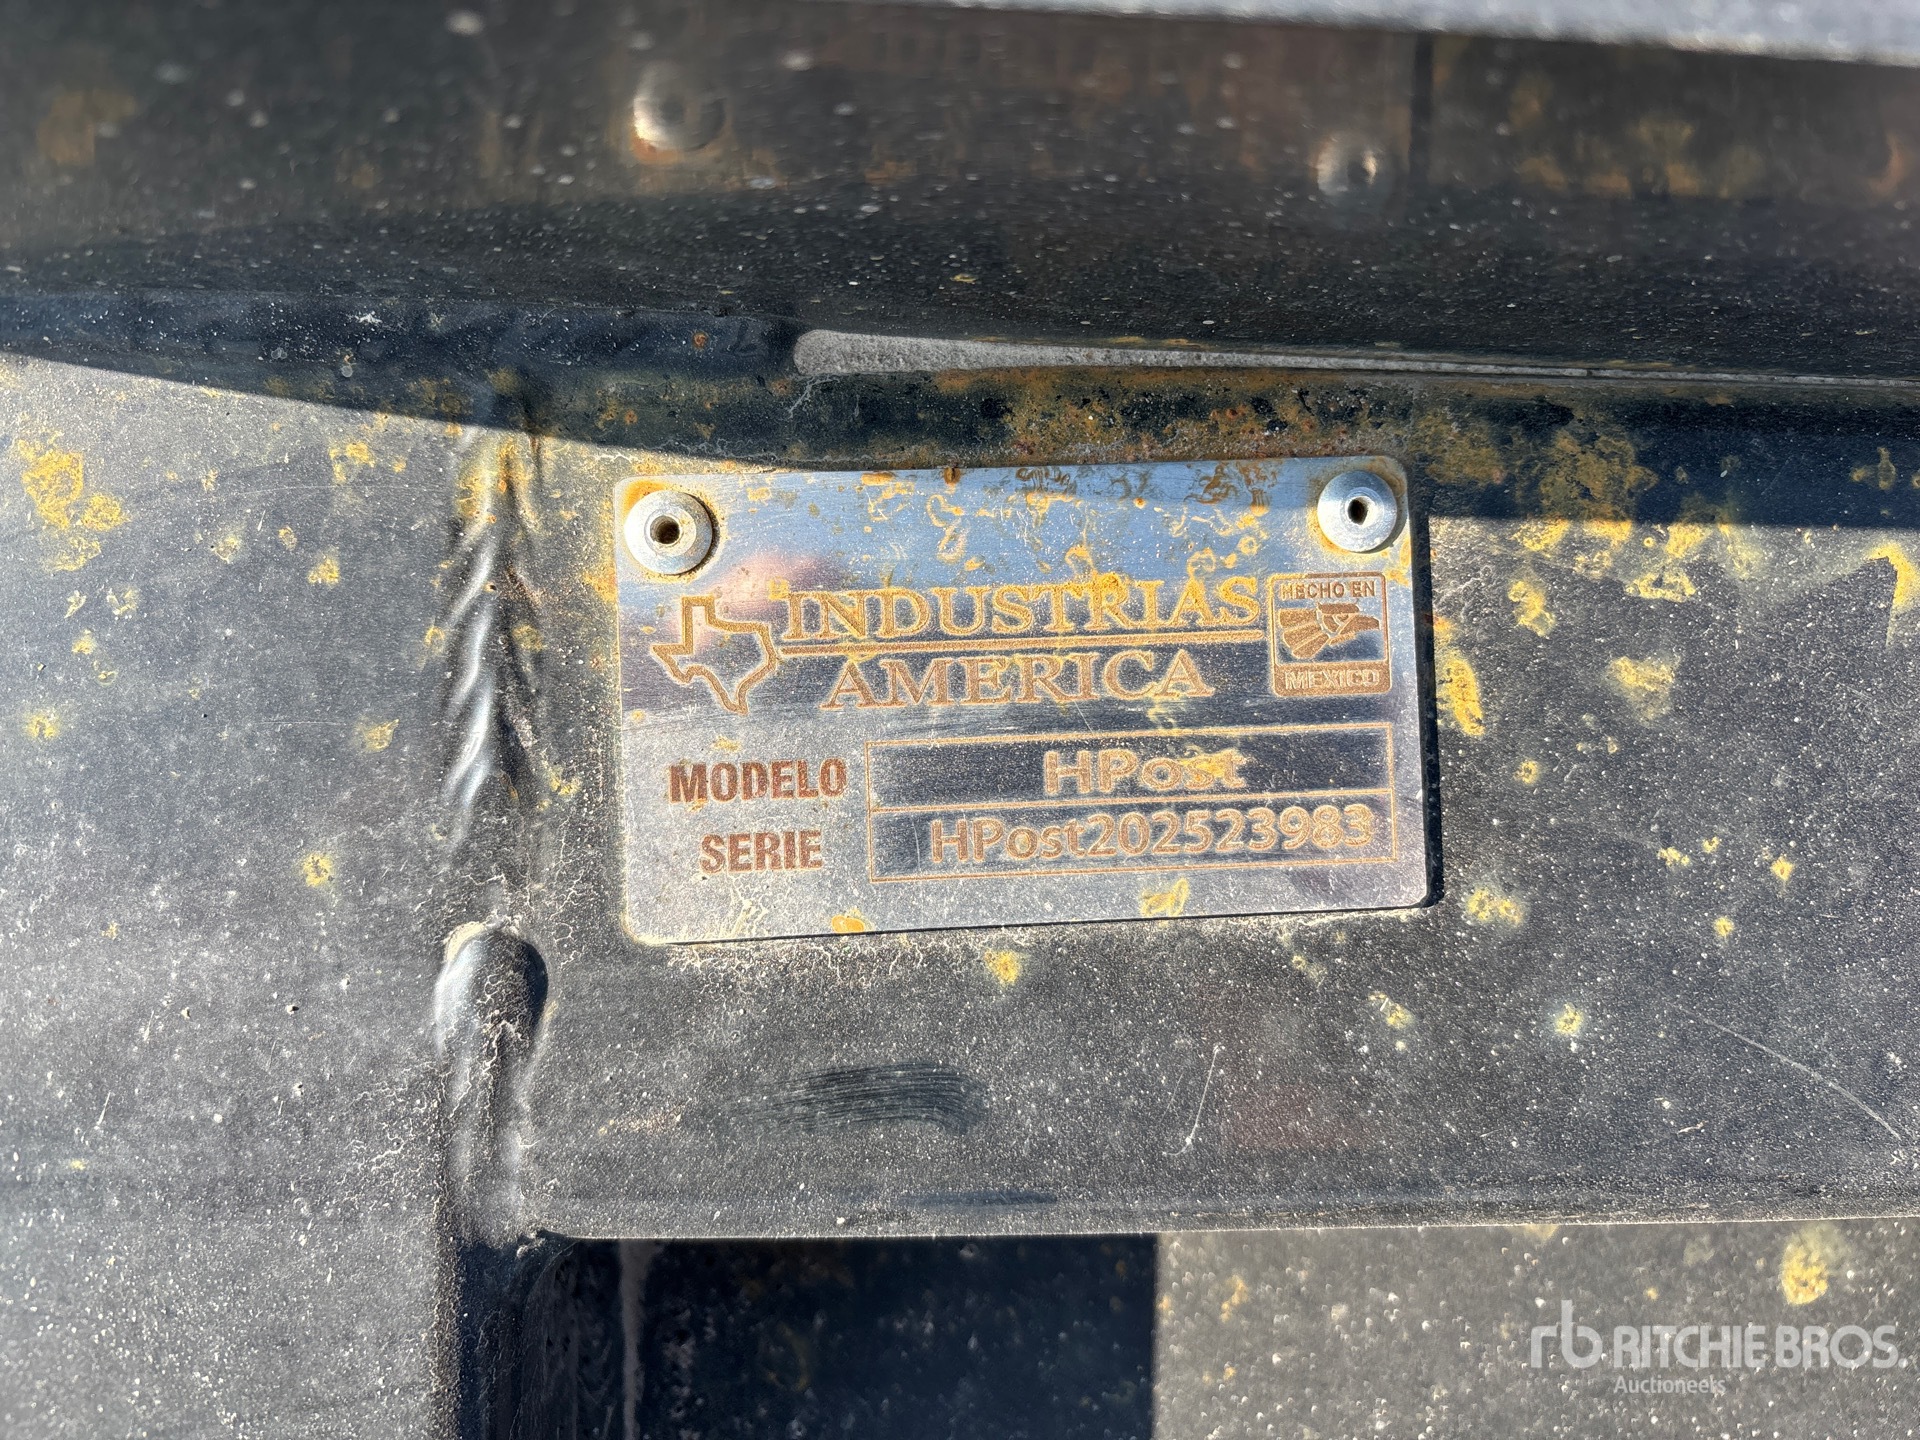 INDUSTRIAS
AMERICA
HECHO EN
MEXICO
MODELO HPost
SERIE HPost202523983
rb RITCHIE BROS.
Auctioneers